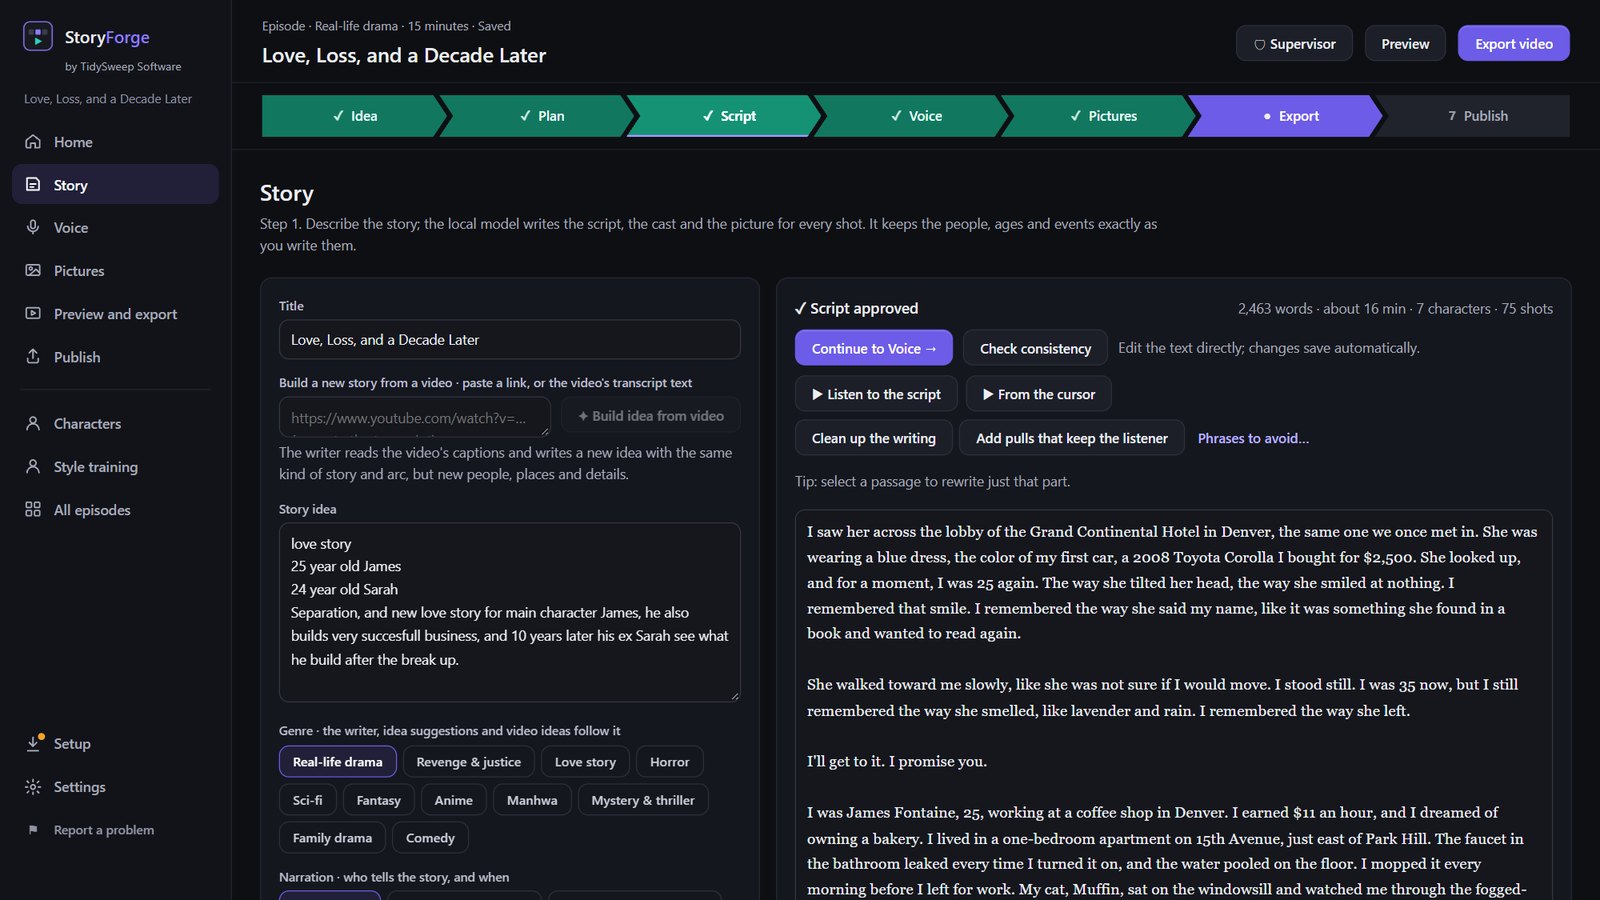 StoryForge
by TidySweep Software
Love, Loss, and a Decade Later
Home
Story
Voice
Pictures
Preview and export
Publish
Characters
Style training
All episodes
Setup
Settings
Report a problem
Episode · Real-life drama · 15 minutes · Saved
Love, Loss, and a Decade Later
Supervisor
Preview
Export video
✓ Idea
✓ Plan
✓ Script
✓ Voice
✓ Pictures
● Export
7 Publish
Story
Step 1. Describe the story; the local model writes the script, the cast and the picture for every shot. It keeps the people, ages and events exactly as
you write them.
Title
Love, Loss, and a Decade Later
Build a new story from a video · paste a link, or the video's transcript text
https://www.youtube.com/watch?v=...
✦ Build idea from video
The writer reads the video's captions and writes a new idea with the same
kind of story and arc, but new people, places and details.
Story idea
love story
25 year old James
24 year old Sarah
Separation, and new love story for main character James, he also
builds very succesfull business, and 10 years later his ex Sarah see what
he build after the break up.
Genre · the writer, idea suggestions and video ideas follow it
Real-life drama
Revenge & justice
Love story
Horror
Sci-fi
Fantasy
Anime
Manhwa
Mystery & thriller
Family drama
Comedy
Narration · who tells the story, and when
✓ Script approved
2,463 words · about 16 min · 7 characters · 75 shots
Continue to Voice →
Check consistency
Edit the text directly; changes save automatically.
▶ Listen to the script
▶ From the cursor
Clean up the writing
Add pulls that keep the listener
Phrases to avoid...
Tip: select a passage to rewrite just that part.
I saw her across the lobby of the Grand Continental Hotel in Denver, the same one we once met in. She was
wearing a blue dress, the color of my first car, a 2008 Toyota Corolla I bought for $2,500. She looked up,
and for a moment, I was 25 again. The way she tilted her head, the way she smiled at nothing. I
remembered that smile. I remembered the way she said my name, like it was something she found in a
book and wanted to read again.
She walked toward me slowly, like she was not sure if I would move. I stood still. I was 35 now, but I still
remembered the way she smelled, like lavender and rain. I remembered the way she left.
I'll get to it. I promise you.
I was James Fontaine, 25, working at a coffee shop in Denver. I earned $11 an hour, and I dreamed of
owning a bakery. I lived in a one-bedroom apartment on 15th Avenue, just east of Park Hill. The faucet in
the bathroom leaked every time I turned it on, and the water pooled on the floor. I mopped it every
morning before I left for work. My cat, Muffin, sat on the windowsill and watched me through the fogged-